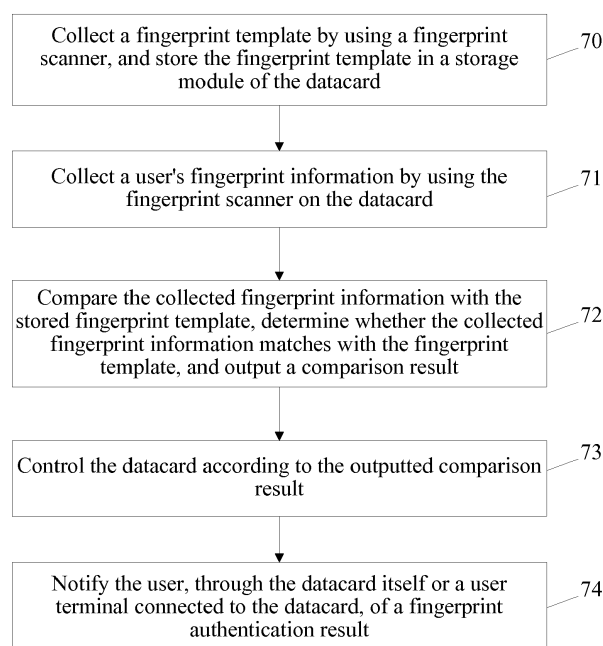 Collect a fingerprint template by using a fingerprint
scanner, and store the fingerprint template in a storage
module of the datacard
70
Collect a user's fingerprint information by using the
fingerprint scanner on the datacard
71
Compare the collected fingerprint information with the
stored fingerprint template, determine whether the collected
fingerprint information matches with the fingerprint
template, and output a comparison result
72
Control the datacard according to the outputted comparison
result
73
Notify the user, through the datacard itself or a user
terminal connected to the datacard, of a fingerprint
authentication result
74